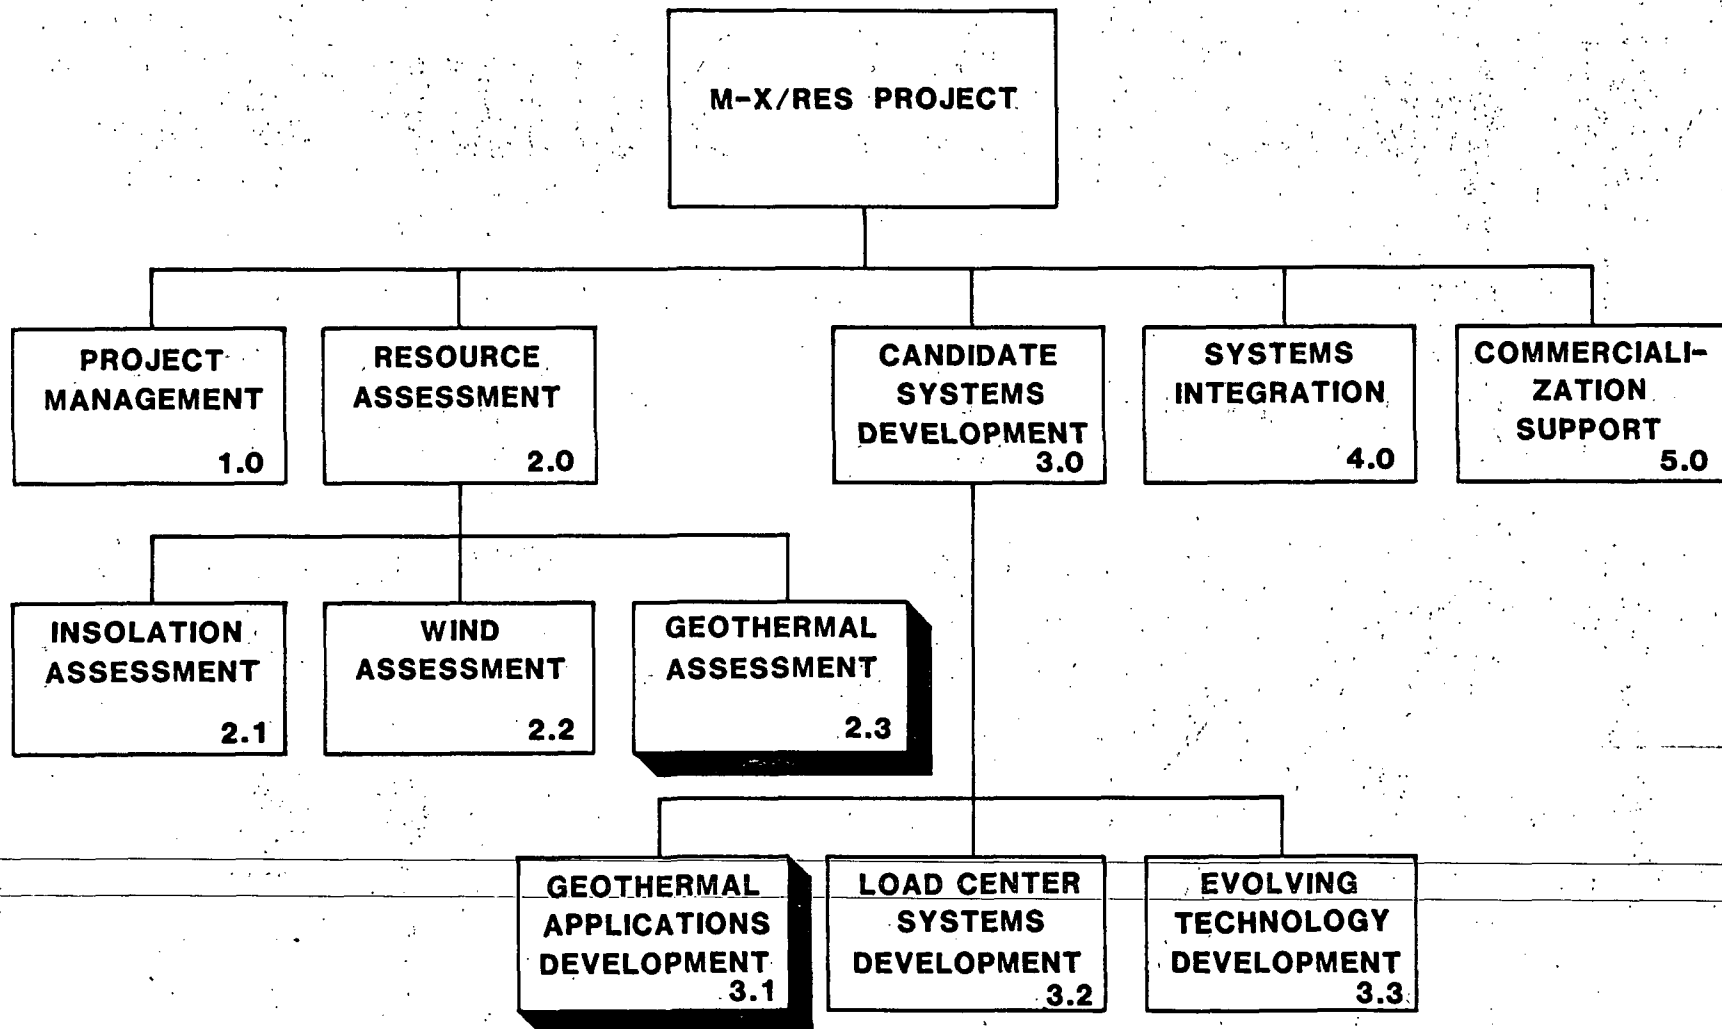 M-X/RES PROJECT
PROJECT
MANAGEMENT
1.0
RESOURCE
ASSESSMENT
2.0
CANDIDATE
SYSTEMS
DEVELOPMENT
3.0
SYSTEMS
INTEGRATION
4.0
COMMERCIALI-
ZATION
SUPPORT
5.0
INSOLATION
ASSESSMENT
2.1
WIND
ASSESSMENT
2.2
GEOTHERMAL
ASSESSMENT
2.3
GEOTHERMAL
APPLICATIONS
DEVELOPMENT
3.1
LOAD CENTER
SYSTEMS
DEVELOPMENT
3.2
EVOLVING
TECHNOLOGY
DEVELOPMENT
3.3